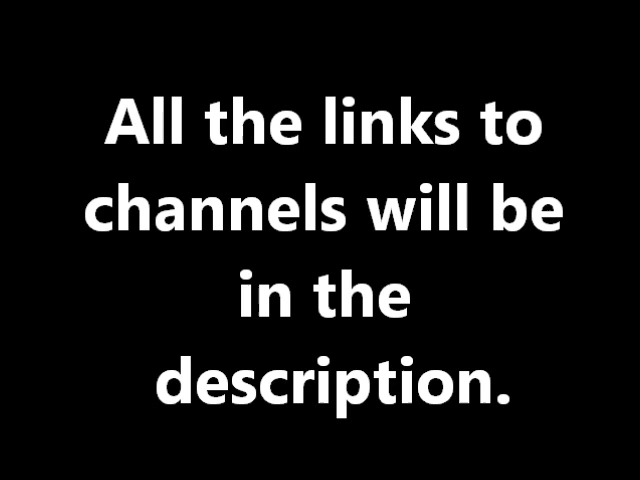 All the links to
channels will be
in the
description.